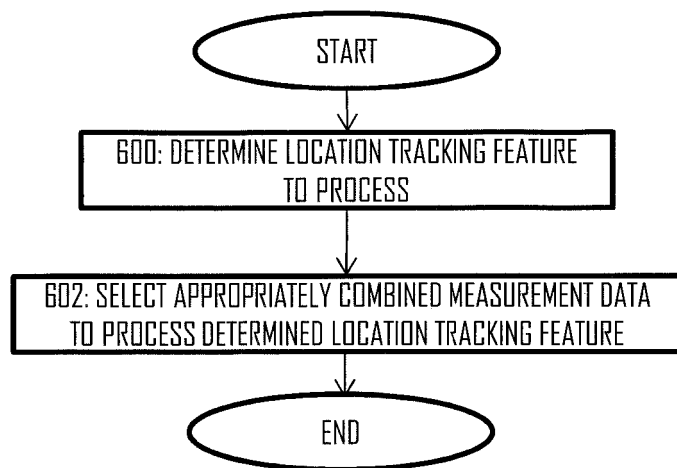 START
600: DETERMINE LOCATION TRACKING FEATURE
TO PROCESS
602: SELECT APPROPRIATELY COMBINED MEASUREMENT DATA
TO PROCESS DETERMINED LOCATION TRACKING FEATURE
END